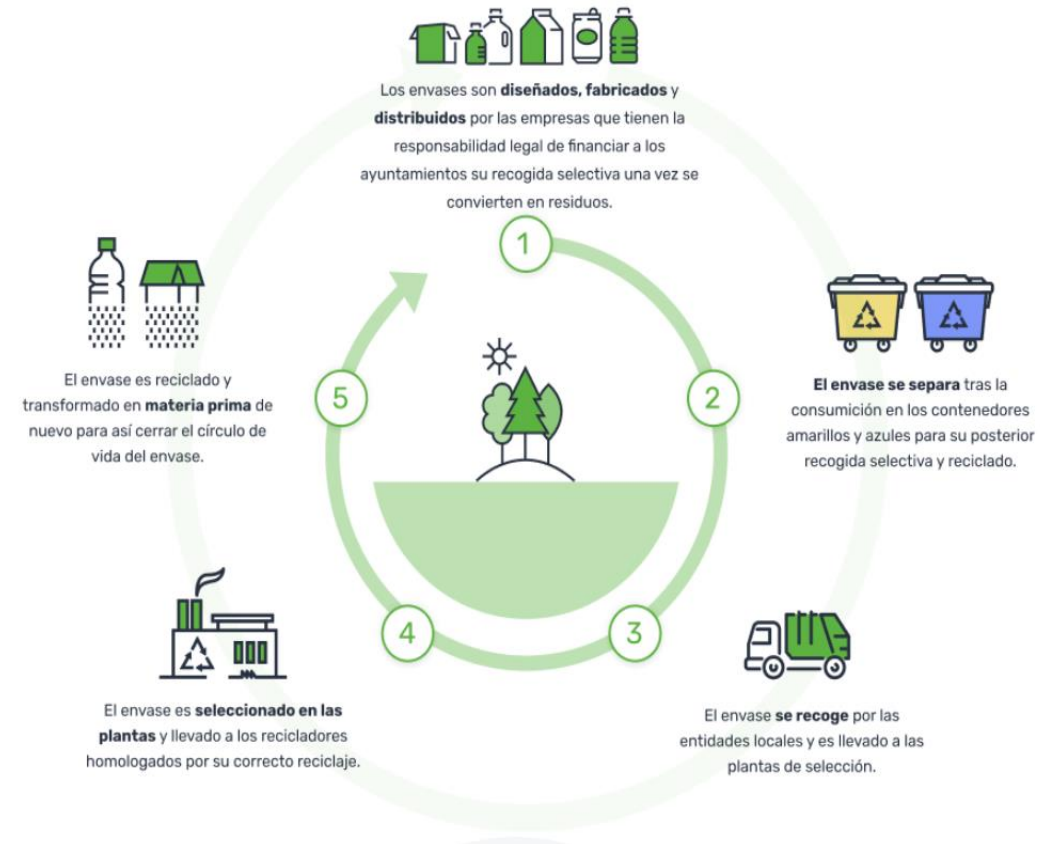 Los envases son diseñados, fabricados y
distribuidos por las empresas que tienen la
responsabilidad legal de financiar a los
ayuntamientos su recogida selectiva una vez se
convierten en residuos.
1
2
El envase se separa tras la
consumición en los contenedores
amarillos y azules para su posterior
recogida selectiva y reciclado.
3
El envase se recoge por las
entidades locales y es llevado a las
plantas de selección.
4
El envase es seleccionado en las
plantas y llevado a los recicladores
homologados por su correcto reciclaje.
5
El envase es reciclado y
transformado en materia prima de
nuevo para así cerrar el círculo de
vida del envase.